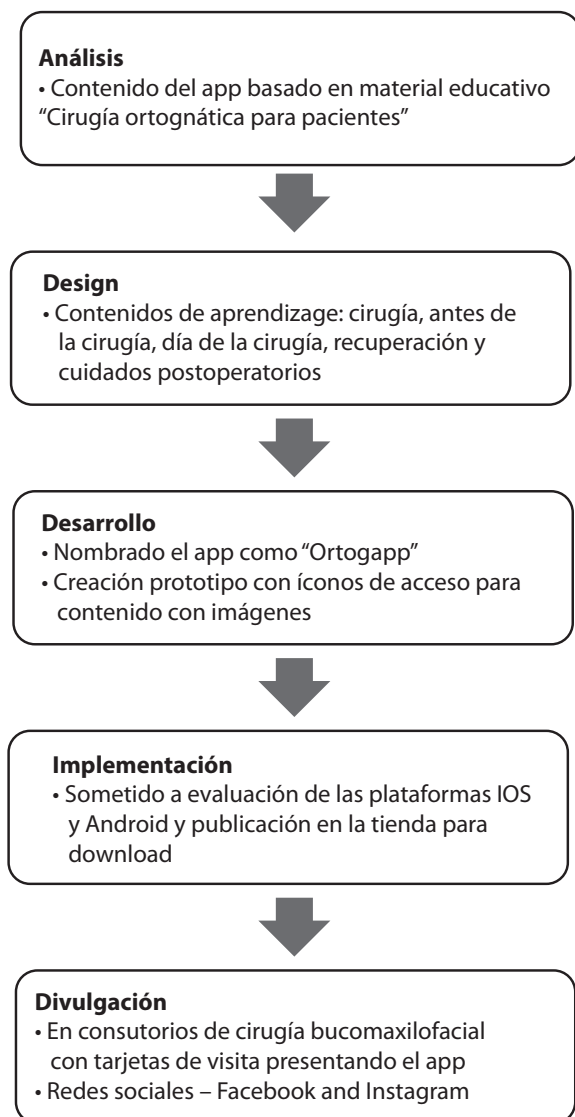 Análisis
• Contenido del app basado en material educativo
“Cirugía ortognática para pacientes”
Design
• Contenidos de aprendizage: cirugía, antes de
la cirugía, día de la cirugía, recuperación y
cuidados postoperatorios
Desarrollo
• Nombrado el app como “Ortogapp”
• Creación prototipo con íconos de acceso para
contenido con imágenes
Implementación
• Sometido a evaluación de las plataformas IOS
y Android y publicación en la tienda para
download
Divulgación
• En consutorios de cirugía bucomaxilofacial
con tarjetas de visita presentando el app
• Redes sociales – Facebook and Instagram